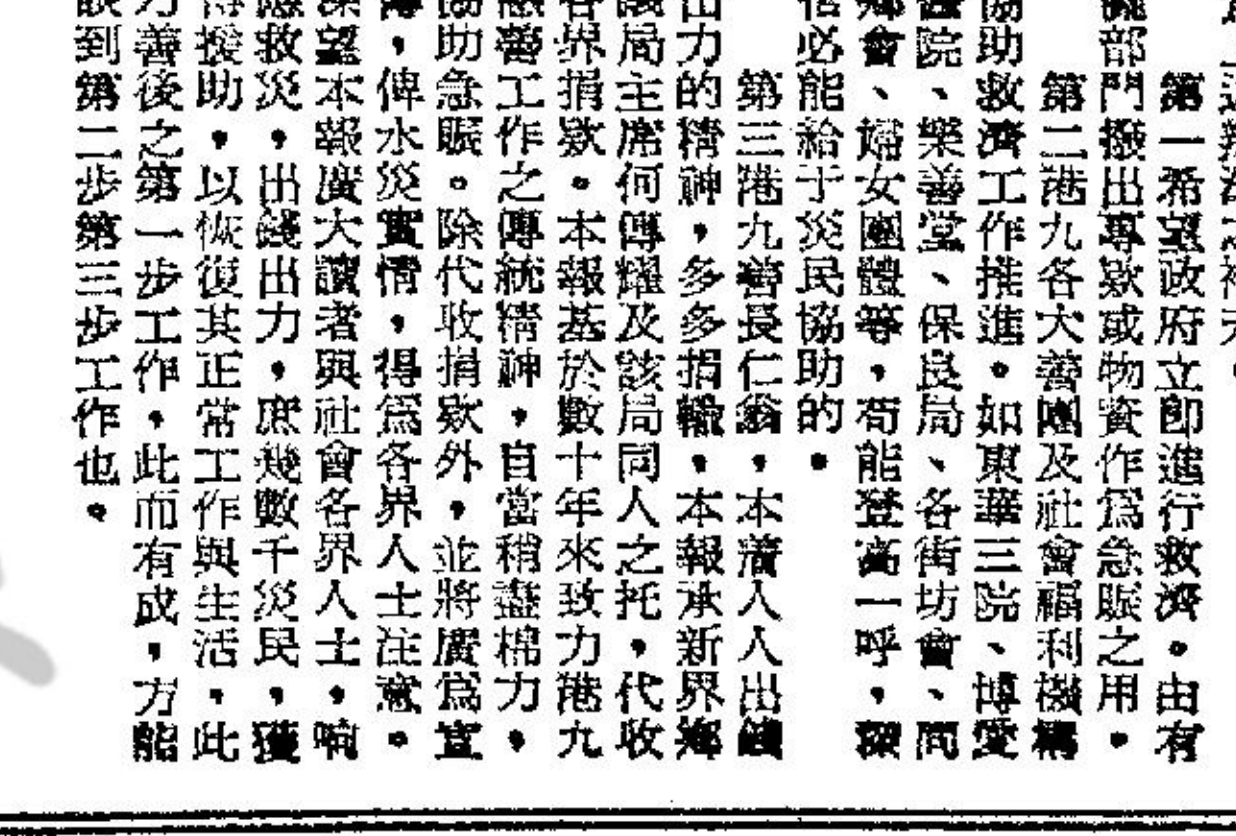 第一希望政府立即進行救濟。由有
部門撥出專欵或物資作爲急賑之用。
第二港九各大善團及社會福利機構
協助救濟工作推進。如東華三院、博愛
醫院、樂善堂、保良局、各街坊會、同
鄉會、婦女團體等，苟能登高一呼，深
信必能給于災民協助的。
第三港九善長仁翁，本着人人出錢
出力的精神，多多捐輸。本報承新界鄉
議局主席何傳耀及該局同人之托，代收
各界捐欵。本報基於數十年來致力港九
慈善工作之傳統精神，自當稍盡棉力，
協助急賑。除代收捐欵外，並將廣爲宣
傳，俾水災實情，得爲各界人士注意。
深望本報廣大讀者與社會各界人士，响
應救災，出錢出力，庶幾數千災民，獲
得援助，以恢復其正常工作與生活，此
乃善後之第一步工作，此而有成，方能
談到第二步第三步工作也。